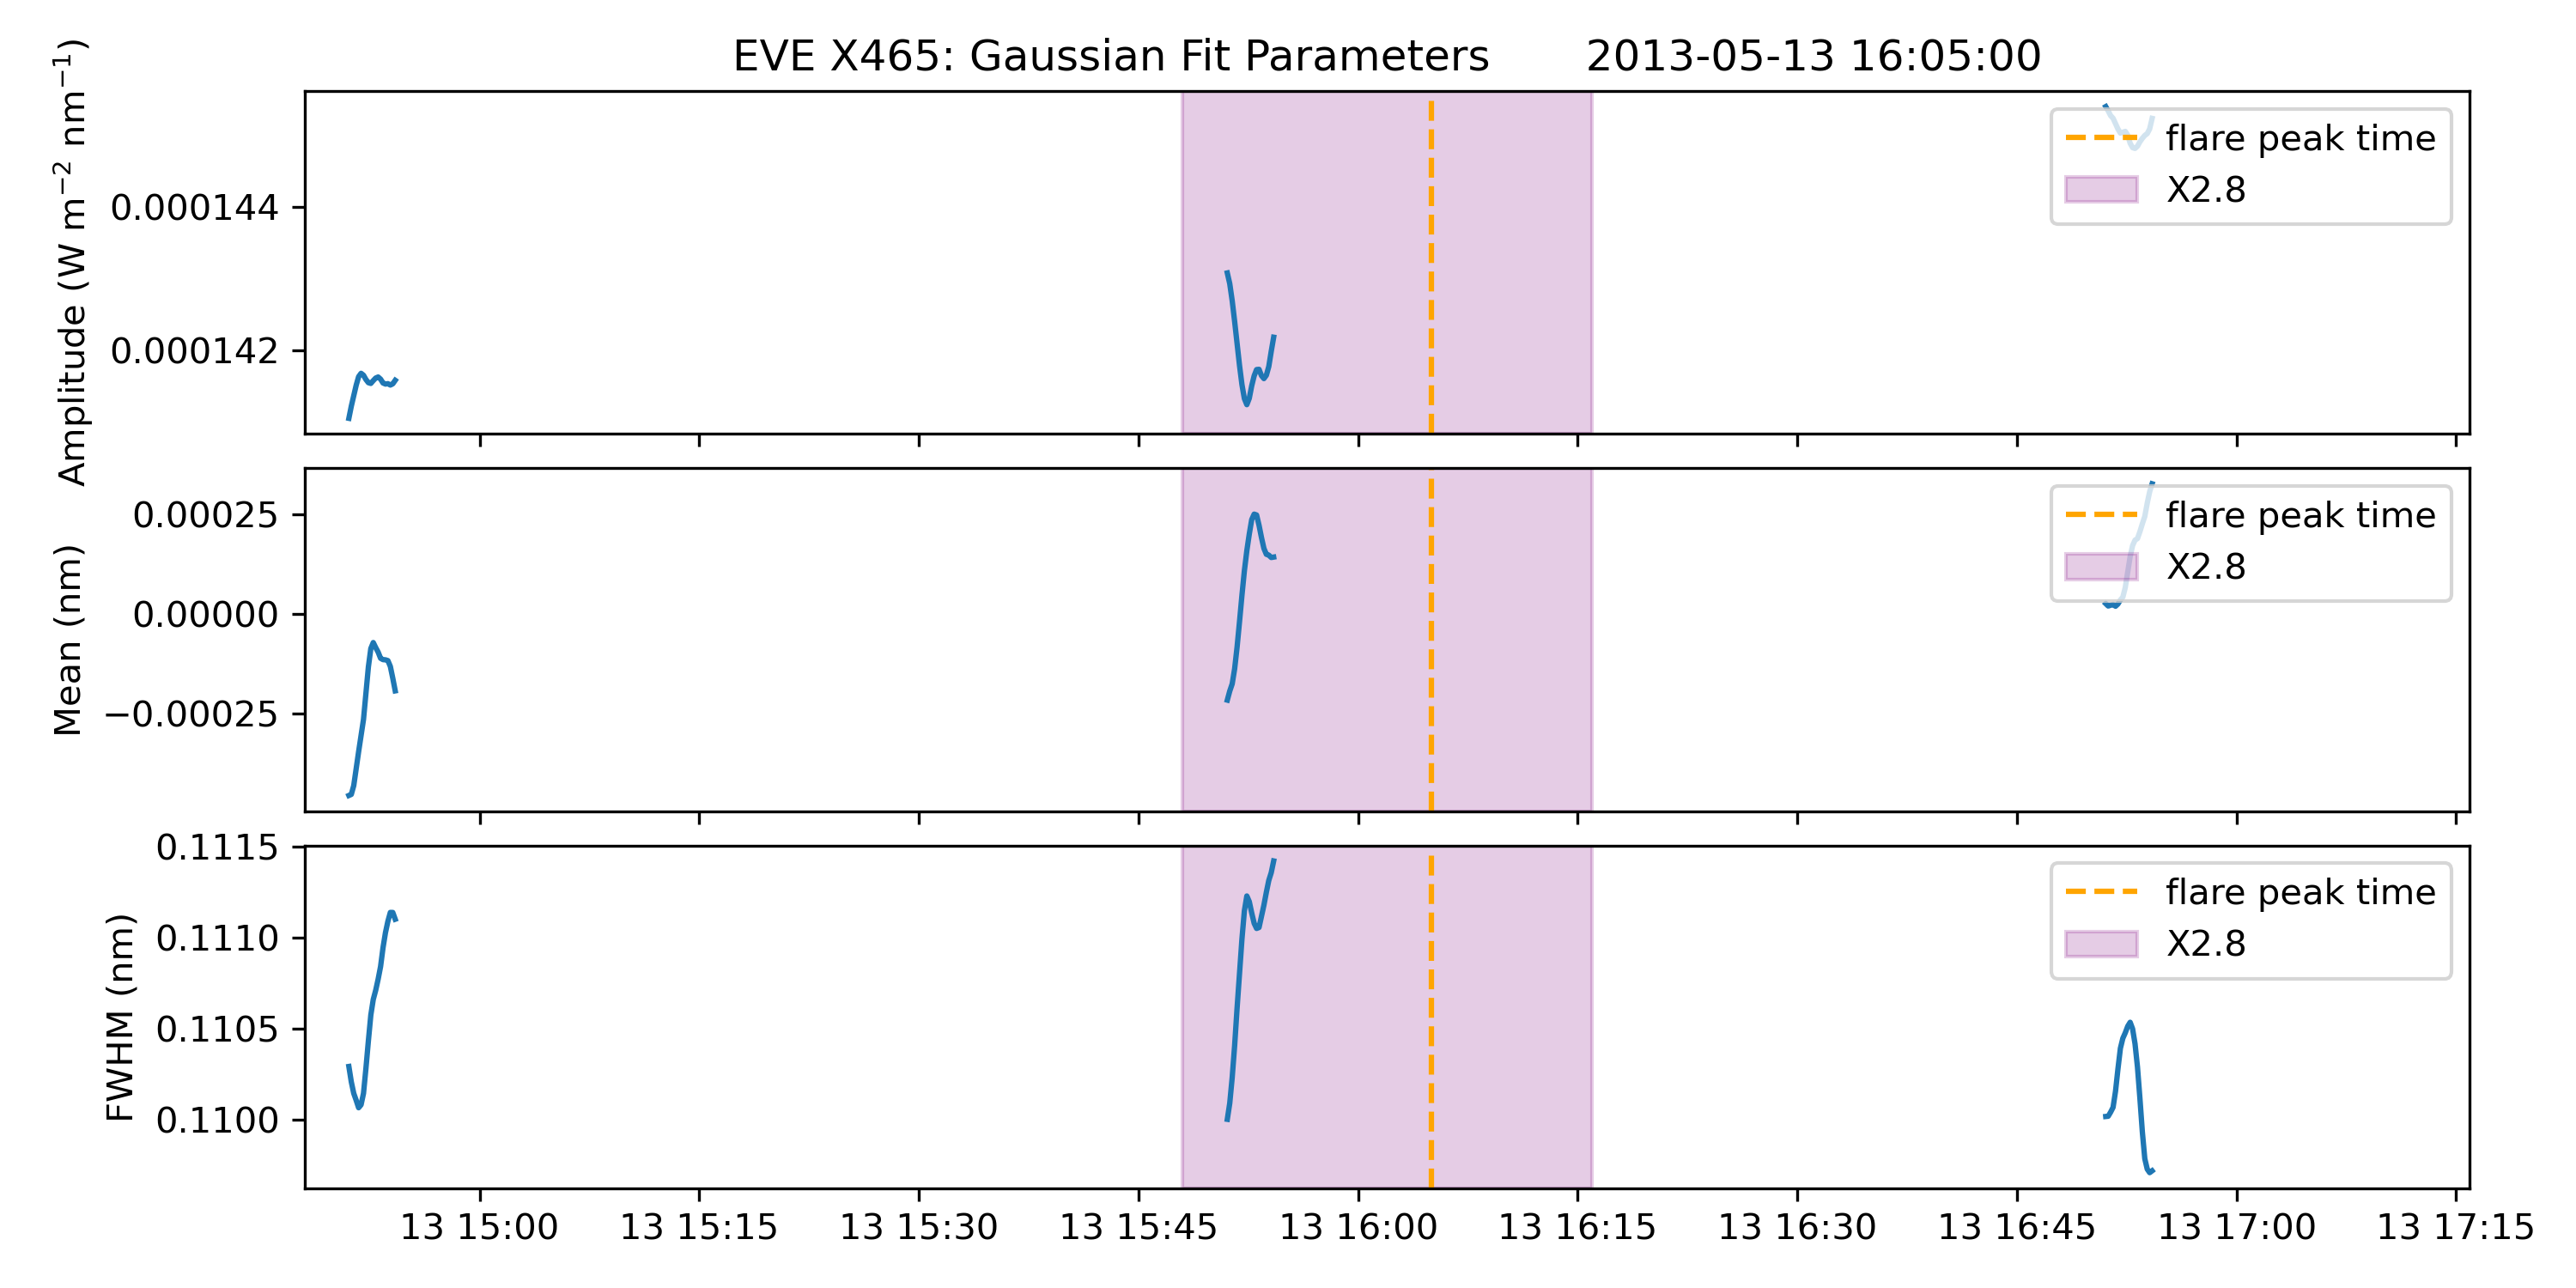 EVE X465: Gaussian Fit Parameters 2013-05-13 16:05:00
Amplitude (W m⁻² nm⁻¹)
0.000144
0.000142
flare peak time
X2.8
Mean (nm)
0.00025
0.00000
−0.00025
flare peak time
X2.8
FWHM (nm)
0.1115
0.1110
0.1105
0.1100
flare peak time
X2.8
13 15:00 13 15:15 13 15:30 13 15:45 13 16:00 13 16:15 13 16:30 13 16:45 13 17:00 13 17:15